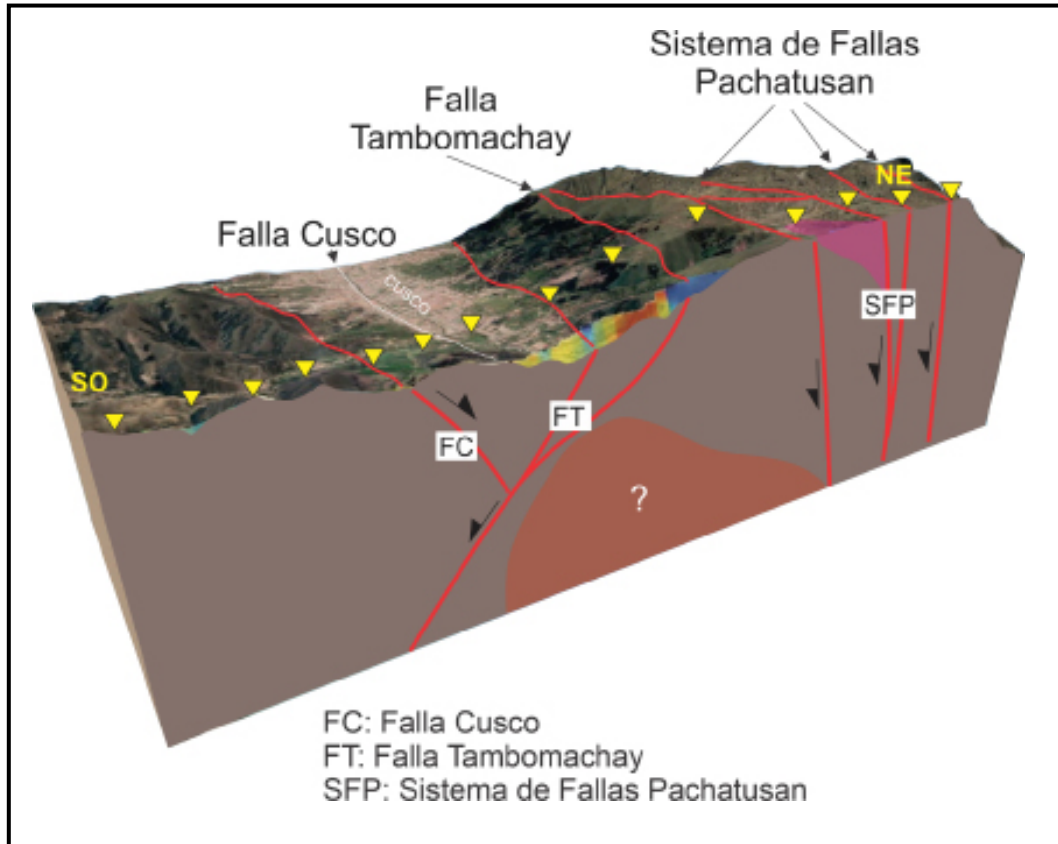 Sistema de Fallas
Pachatusan
Falla
Tambomachay
NE
Falla Cusco
CUSCO
SFP
SO
FT
FC
?
FC: Falla Cusco
FT: Falla Tambomachay
SFP: Sistema de Fallas Pachatusan